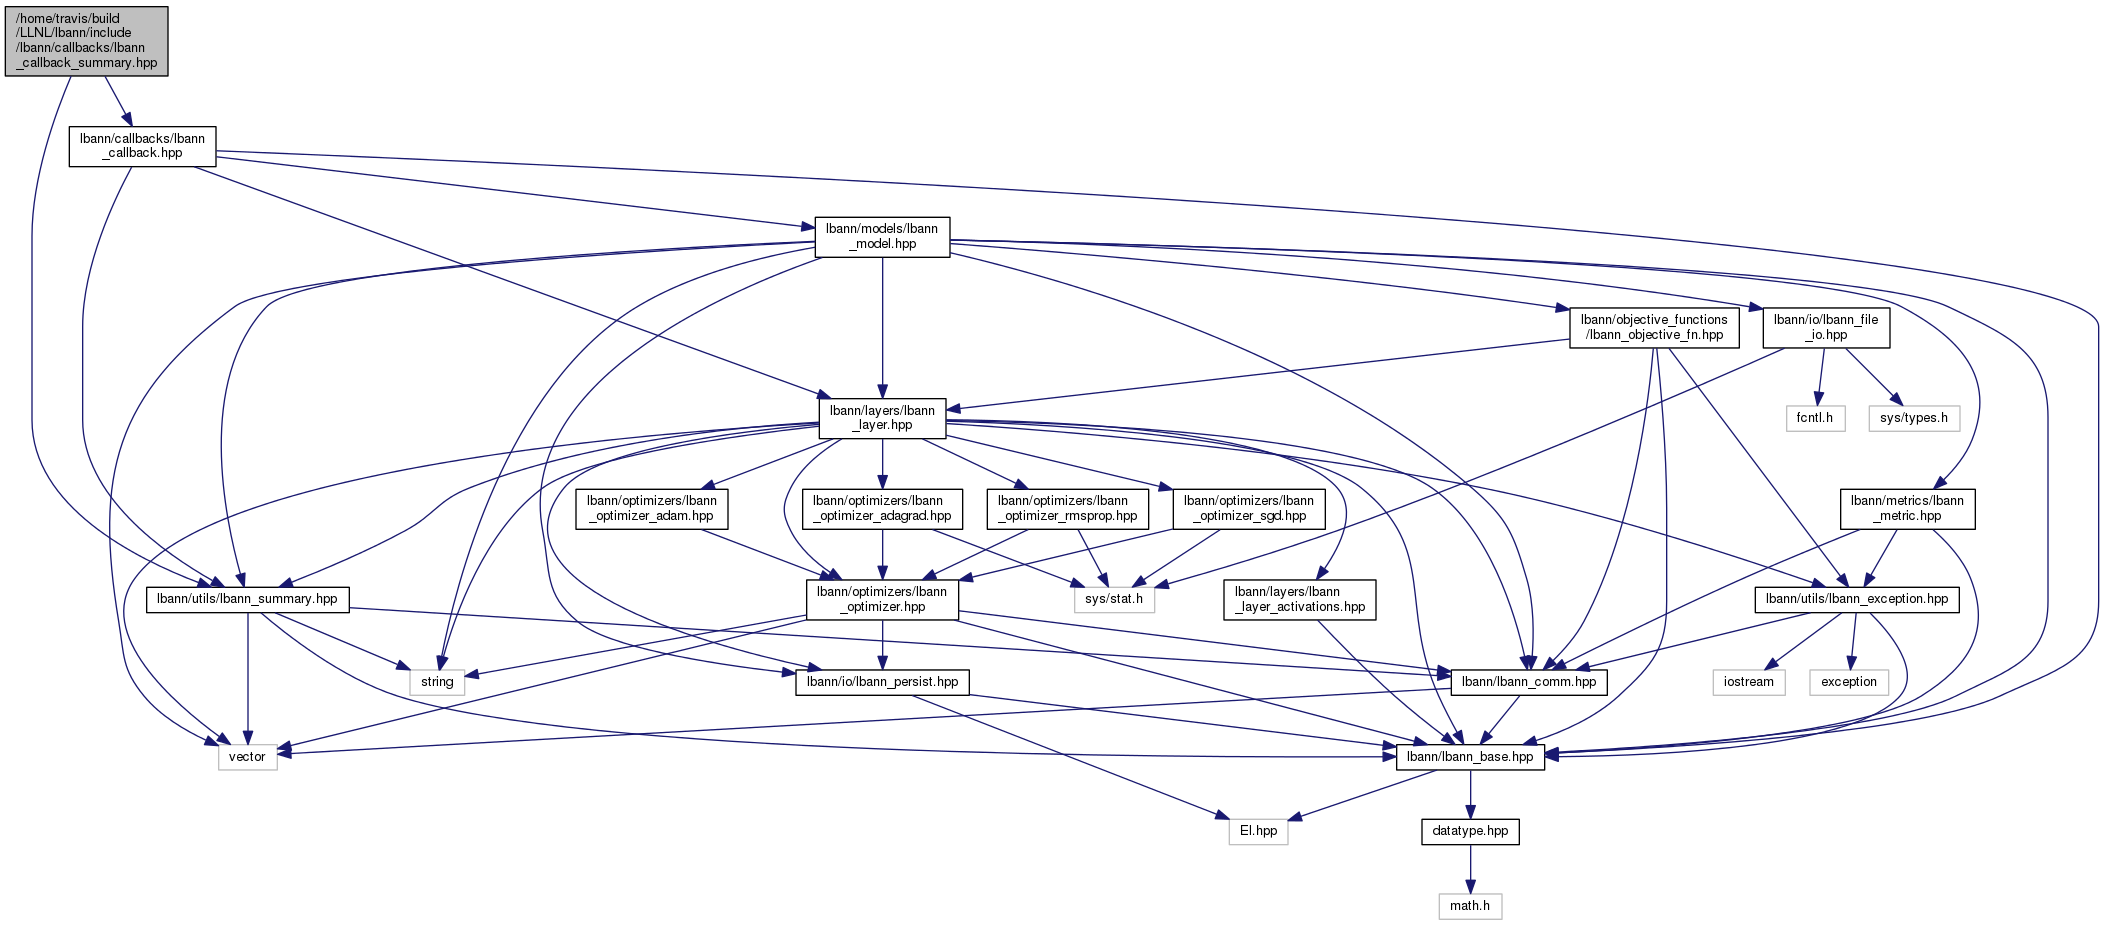 /home/travis/build
/LLNL/lbann/include
/lbann/callbacks/lbann
_callback_summary.hpp
lbann/callbacks/lbann
_callback.hpp
lbann/models/lbann
_model.hpp
lbann/objective_functions
/lbann_objective_fn.hpp
lbann/io/lbann_file
_io.hpp
lbann/layers/lbann
_layer.hpp
fcntl.h
sys/types.h
lbann/optimizers/lbann
_optimizer_adam.hpp
lbann/optimizers/lbann
_optimizer_adagrad.hpp
lbann/optimizers/lbann
_optimizer_rmsprop.hpp
lbann/optimizers/lbann
_optimizer_sgd.hpp
lbann/metrics/lbann
_metric.hpp
lbann/utils/lbann_summary.hpp
lbann/optimizers/lbann
_optimizer.hpp
sys/stat.h
lbann/layers/lbann
_layer_activations.hpp
lbann/utils/lbann_exception.hpp
string
lbann/io/lbann_persist.hpp
lbann/lbann_comm.hpp
iostream
exception
vector
lbann/lbann_base.hpp
El.hpp
datatype.hpp
math.h